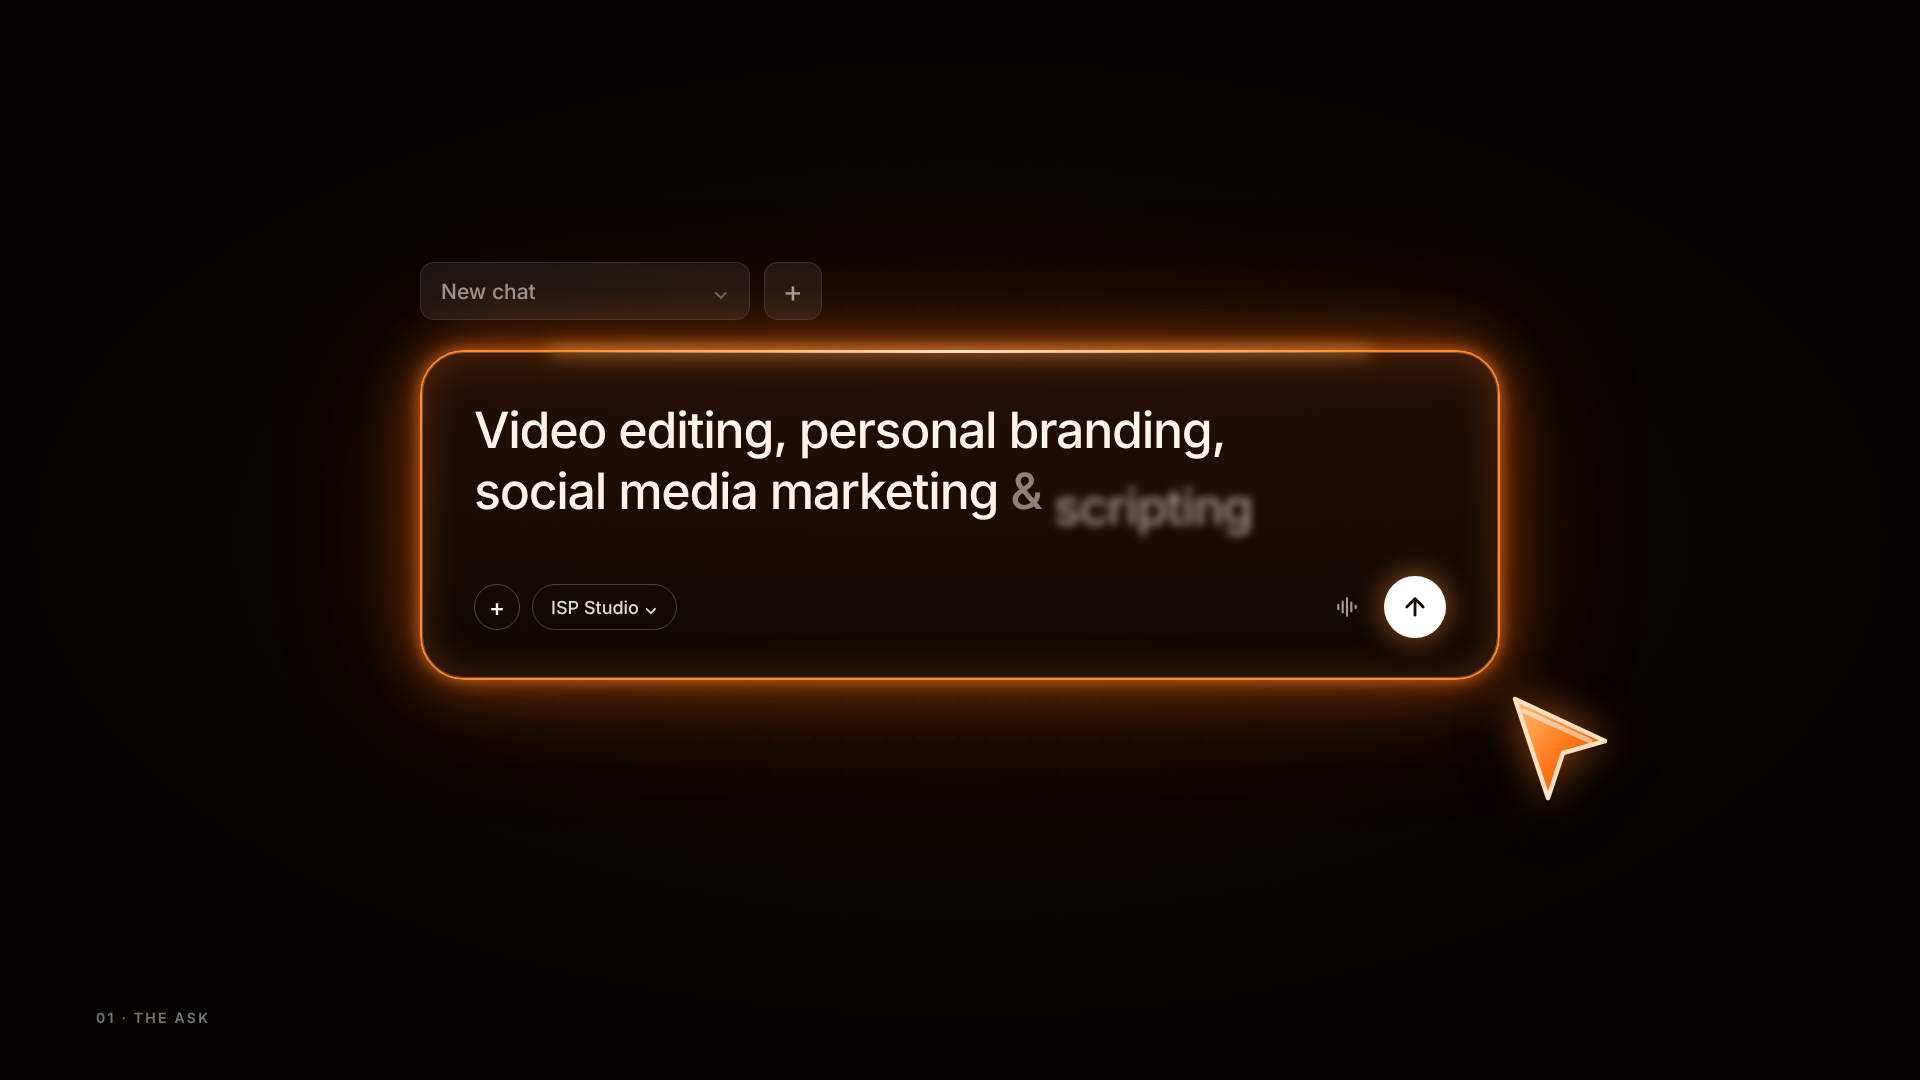 New chat
Video editing, personal branding,
social media marketing & scripting
ISP Studio
01 · THE ASK